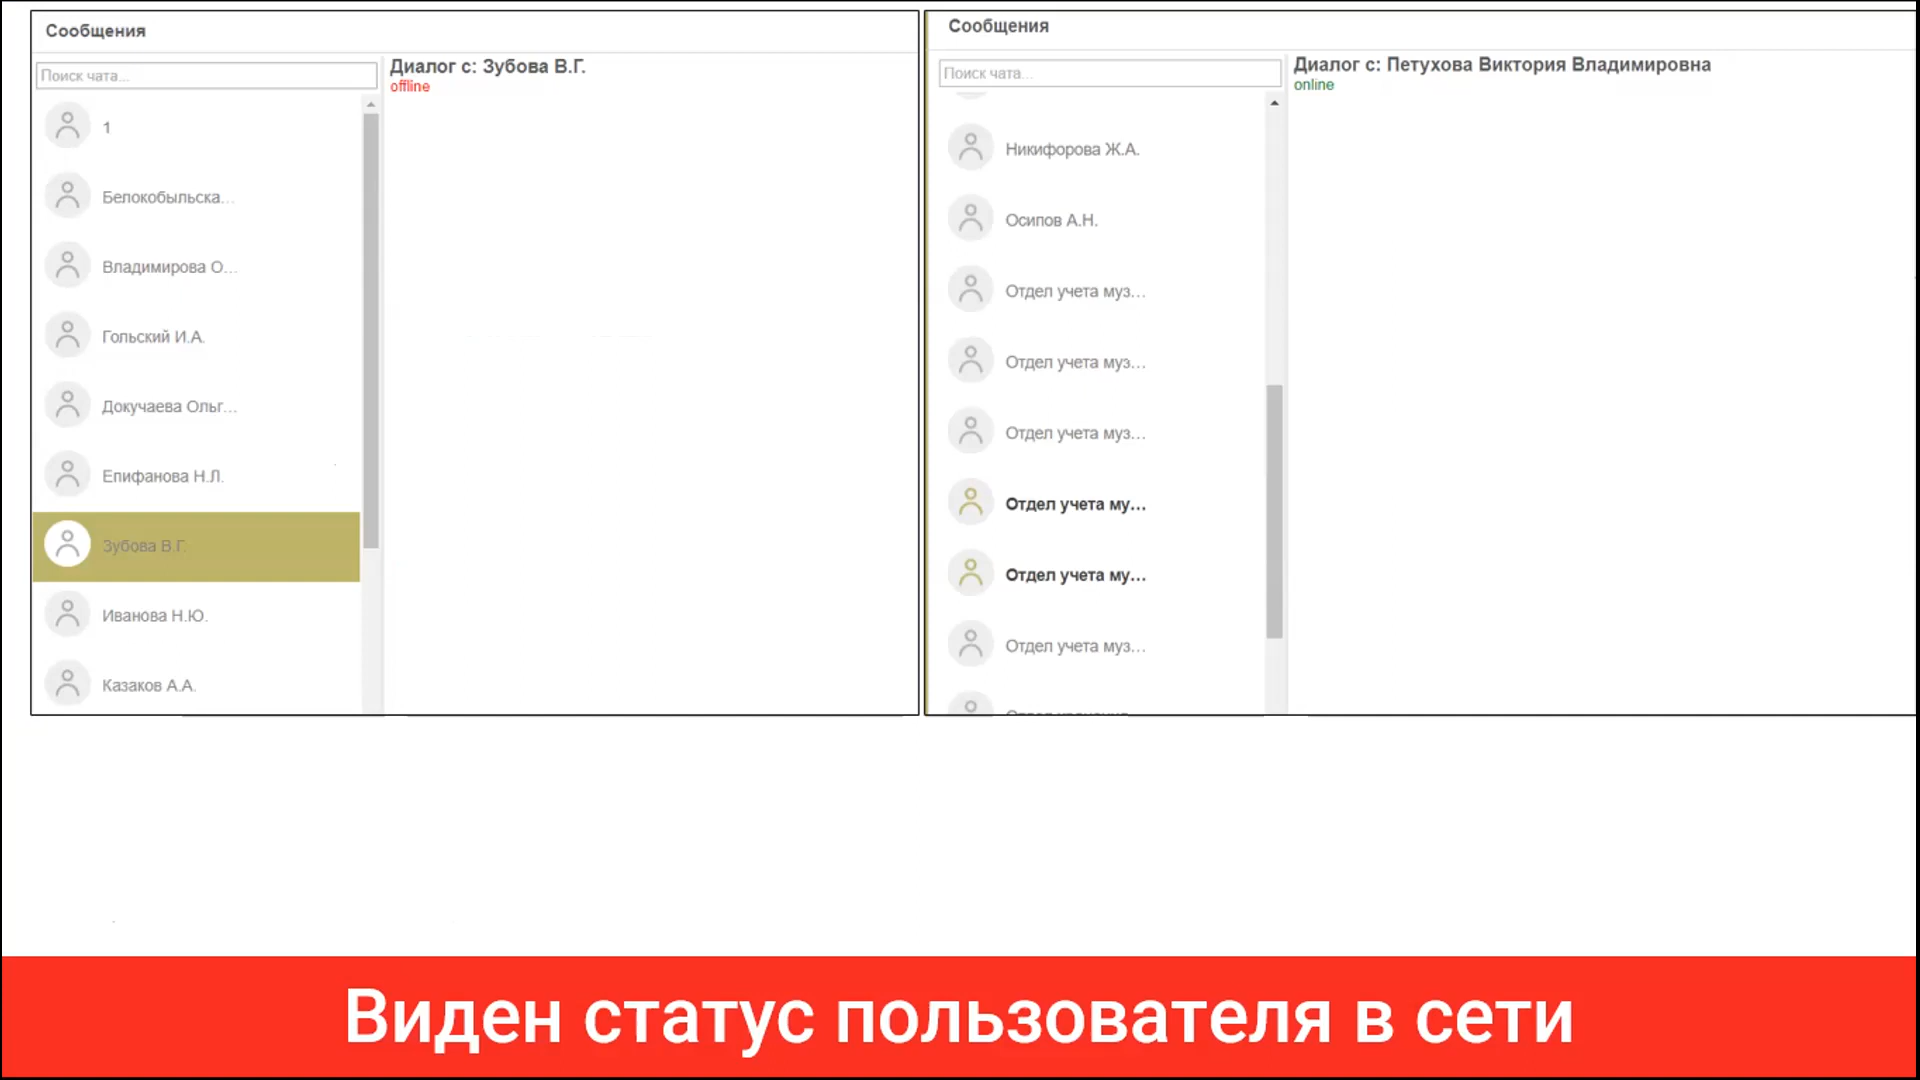 Сообщения
Поиск чата...
Диалог с: Зубова В.Г.
offline
1
Белокобыльска...
Владимирова О...
Гольский И.А.
Докучаева Ольг...
Епифанова Н.Л.
Зубова В.Г.
Иванова Н.Ю.
Казаков А.А.
Сообщения
Поиск чата...
Диалог с: Петухова Виктория Владимировна
online
Никифорова Ж.А.
Осипов А.Н.
Отдел учета муз...
Отдел учета муз...
Отдел учета муз...
Отдел учета му...
Отдел учета му...
Отдел учета муз...
Виден статус пользователя в сети